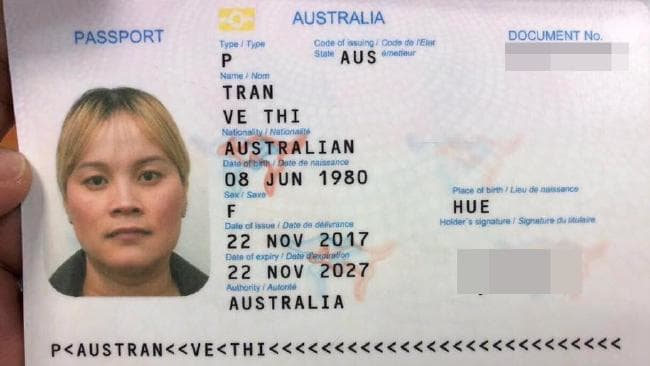 PASSPORT
AUSTRALIA
Type / Type
Code of issuing / Code de l'Etat
DOCUMENT No.
P
State AUS émetteur
Name / Nom
TRAN
VE THI
Nationality / Nationalité
AUSTRALIAN
Date of birth / Date de naissance
08 JUN 1980
Sex / Sexe
Place of birth / Lieu de naissance
F
HUE
Date of issue / Date de délivrance
Holder's signature / Signature du titulaire
22 NOV 2017
Date of expiry / Date d'expiration
22 NOV 2027
Authority / Autorité
AUSTRALIA
P<AUSTRAN<<VE<THI<<<<<<<<<<<<<<<<<<<<<<<<<<<